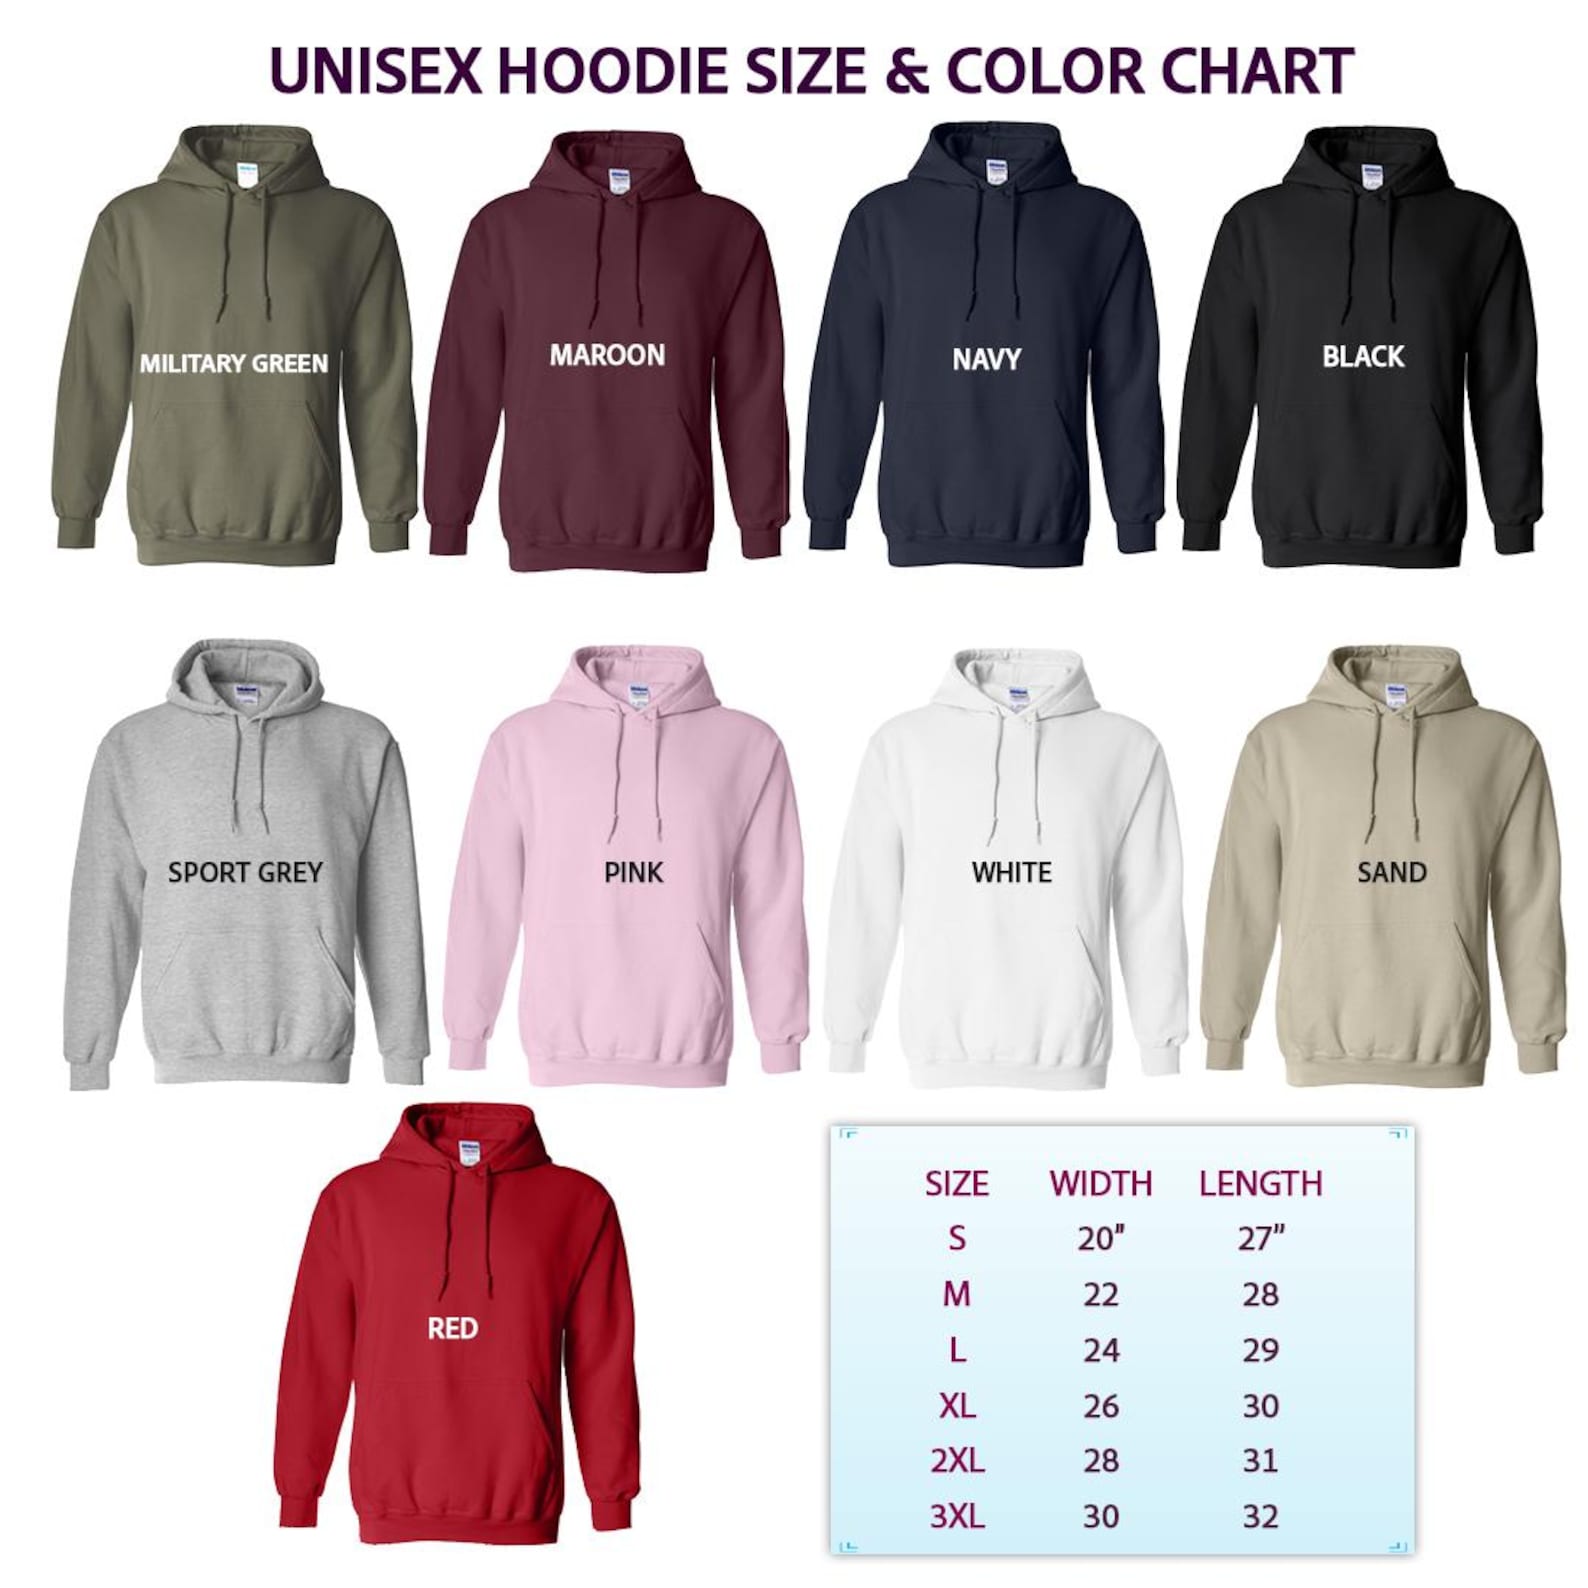 UNISEX HOODIE SIZE & COLOR CHART
MILITARY GREEN
MAROON
NAVY
BLACK
SPORT GREY
PINK
WHITE
SAND
RED
SIZE WIDTH LENGTH
S 20” 27”
M 22 28
L 24 29
XL 26 30
2XL 28 31
3XL 30 32